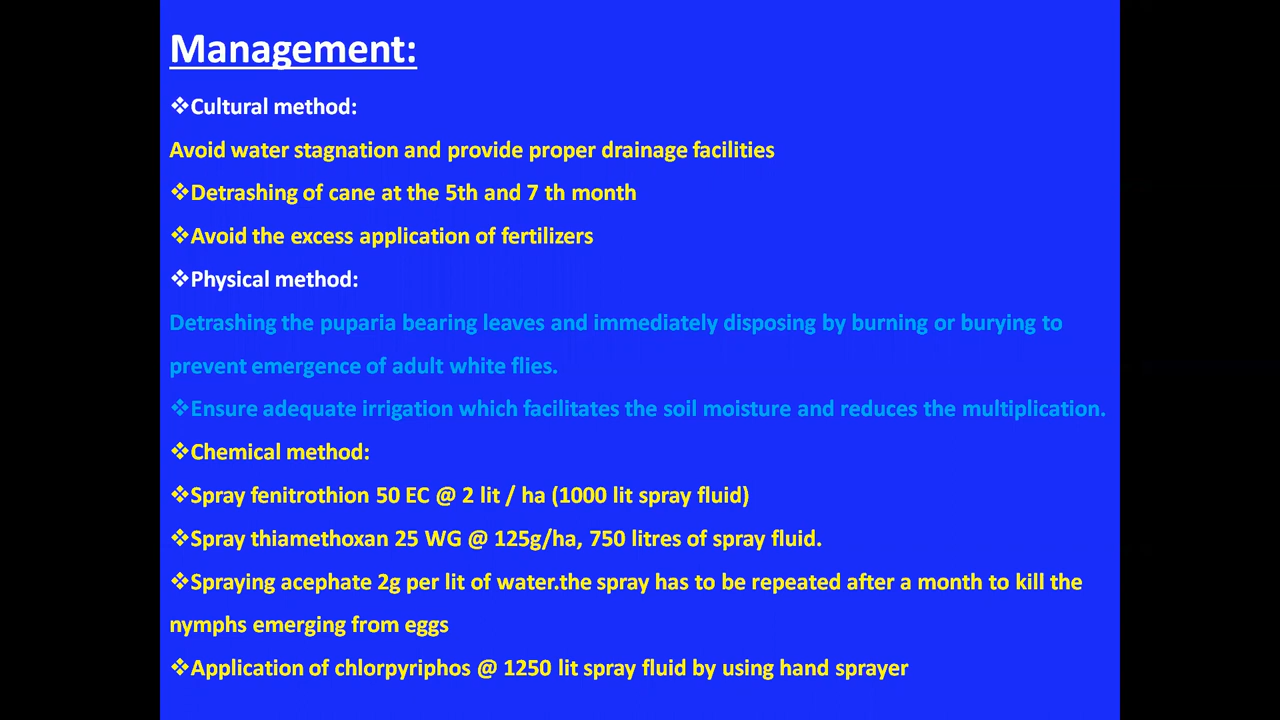 Management:
❖Cultural method:
Avoid water stagnation and provide proper drainage facilities
❖Detrashing of cane at the 5th and 7 th month
❖Avoid the excess application of fertilizers
❖Physical method:
Detrashing the puparia bearing leaves and immediately disposing by burning or burying to
prevent emergence of adult white flies.
❖Ensure adequate irrigation which facilitates the soil moisture and reduces the multiplication.
❖Chemical method:
❖Spray fenitrothion 50 EC @ 2 lit / ha (1000 lit spray fluid)
❖Spray thiamethoxan 25 WG @ 125g/ha, 750 litres of spray fluid.
❖Spraying acephate 2g per lit of water.the spray has to be repeated after a month to kill the
nymphs emerging from eggs
❖Application of chlorpyriphos @ 1250 lit spray fluid by using hand sprayer